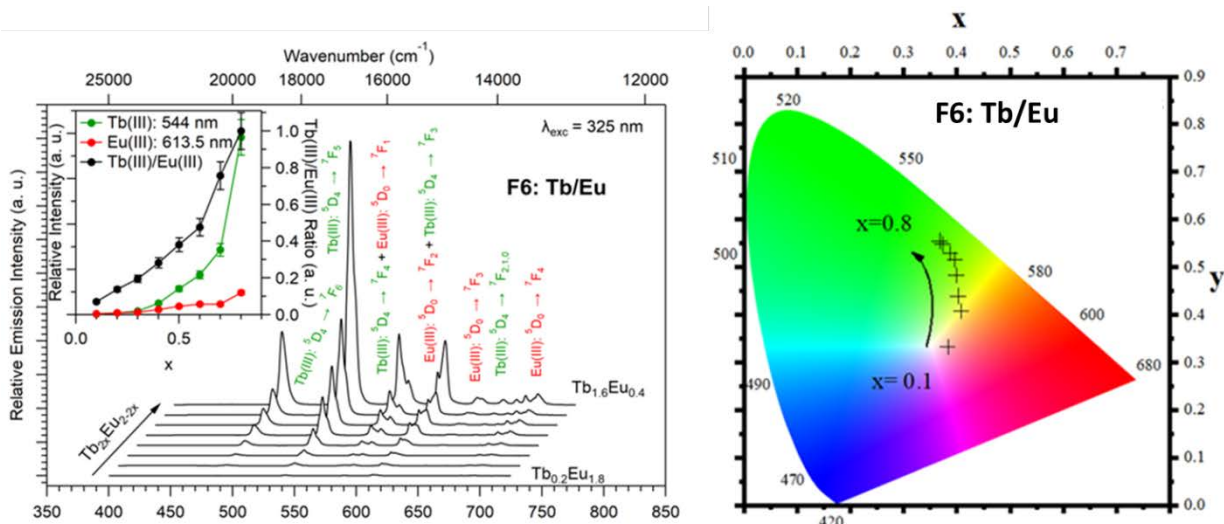 Wavenumber (cm⁻¹)
25000 20000 18000 16000 14000 12000
Relative Emission Intensity (a. u.)
Relative Intensity (a. u.)
Relative Intensity (a. u.)
Tb(III): 544 nm
Eu(III): 613.5 nm
Tb(III)/Eu(III)
1.0
0.8
0.6
0.4
0.2
0.0
Tb(III)/Eu(III) Ratio (a. u.)
0.0 0.5
x
λexc = 325 nm
F6: Tb/Eu
Tb(III): ⁵D₄ → ⁷F₆
Tb(III): ⁵D₄ → ⁷F₅
Tb(III): ⁵D₄ → ⁷F₄ + Eu(III): ⁵D₀ → ⁷F₁
Eu(III): ⁵D₀ → ⁷F₂ + Tb(III): ⁵D₄ → ⁷F₃
Eu(III): ⁵D₀ → ⁷F₃
Tb(III): ⁵D₄ → ⁷F₂,₁,₀
Eu(III): ⁵D₀ → ⁷F₄
Tb₂ₓEu₂₋₂ₓ
Tb₁.₆Eu₀.₄
Tb₀.₂Eu₁.₈
350 400 450 500 550 600 650 700 750 800 850
x
0.0 0.1 0.2 0.3 0.4 0.5 0.6 0.7
F6: Tb/Eu
0.9
0.8
0.7
0.6
0.5
0.4
0.3
0.2
0.1
0.0
y
520
510
550
500
580
600
490
680
470
420
x=0.8
x= 0.1